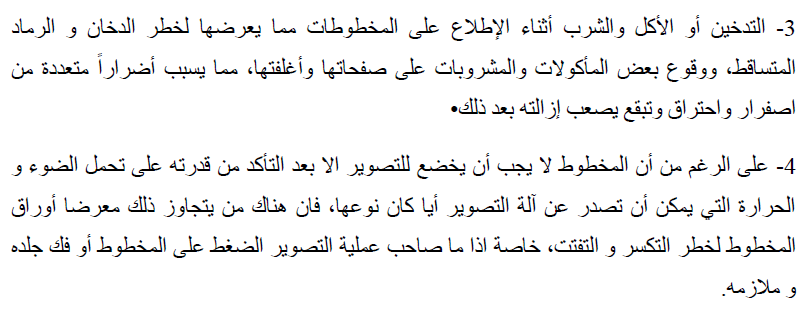 3- التدخين أو الأكل والشرب أثناء الإطلاع على المخطوطات مما يعرضها لخطر الدخان و الرماد
المتساقط، ووقوع بعض المأكولات والمشروبات على صفحاتها وأغلفتها، مما يسبب أضراراً متعددة من
اصفرار واحتراق وتبقع يصعب إزالته بعد ذلك•
4- على الرغم من أن المخطوط لا يجب أن يخضع للتصوير الا بعد التأكد من قدرته على تحمل الضوء و
الحرارة التي يمكن أن تصدر عن آلة التصوير أيا كان نوعها، فان هناك من يتجاوز ذلك معرضا أوراق
المخطوط لخطر التكسر و التفتت، خاصة اذا ما صاحب عملية التصوير الضغط على المخطوط أو فك جلده
و ملازمه.